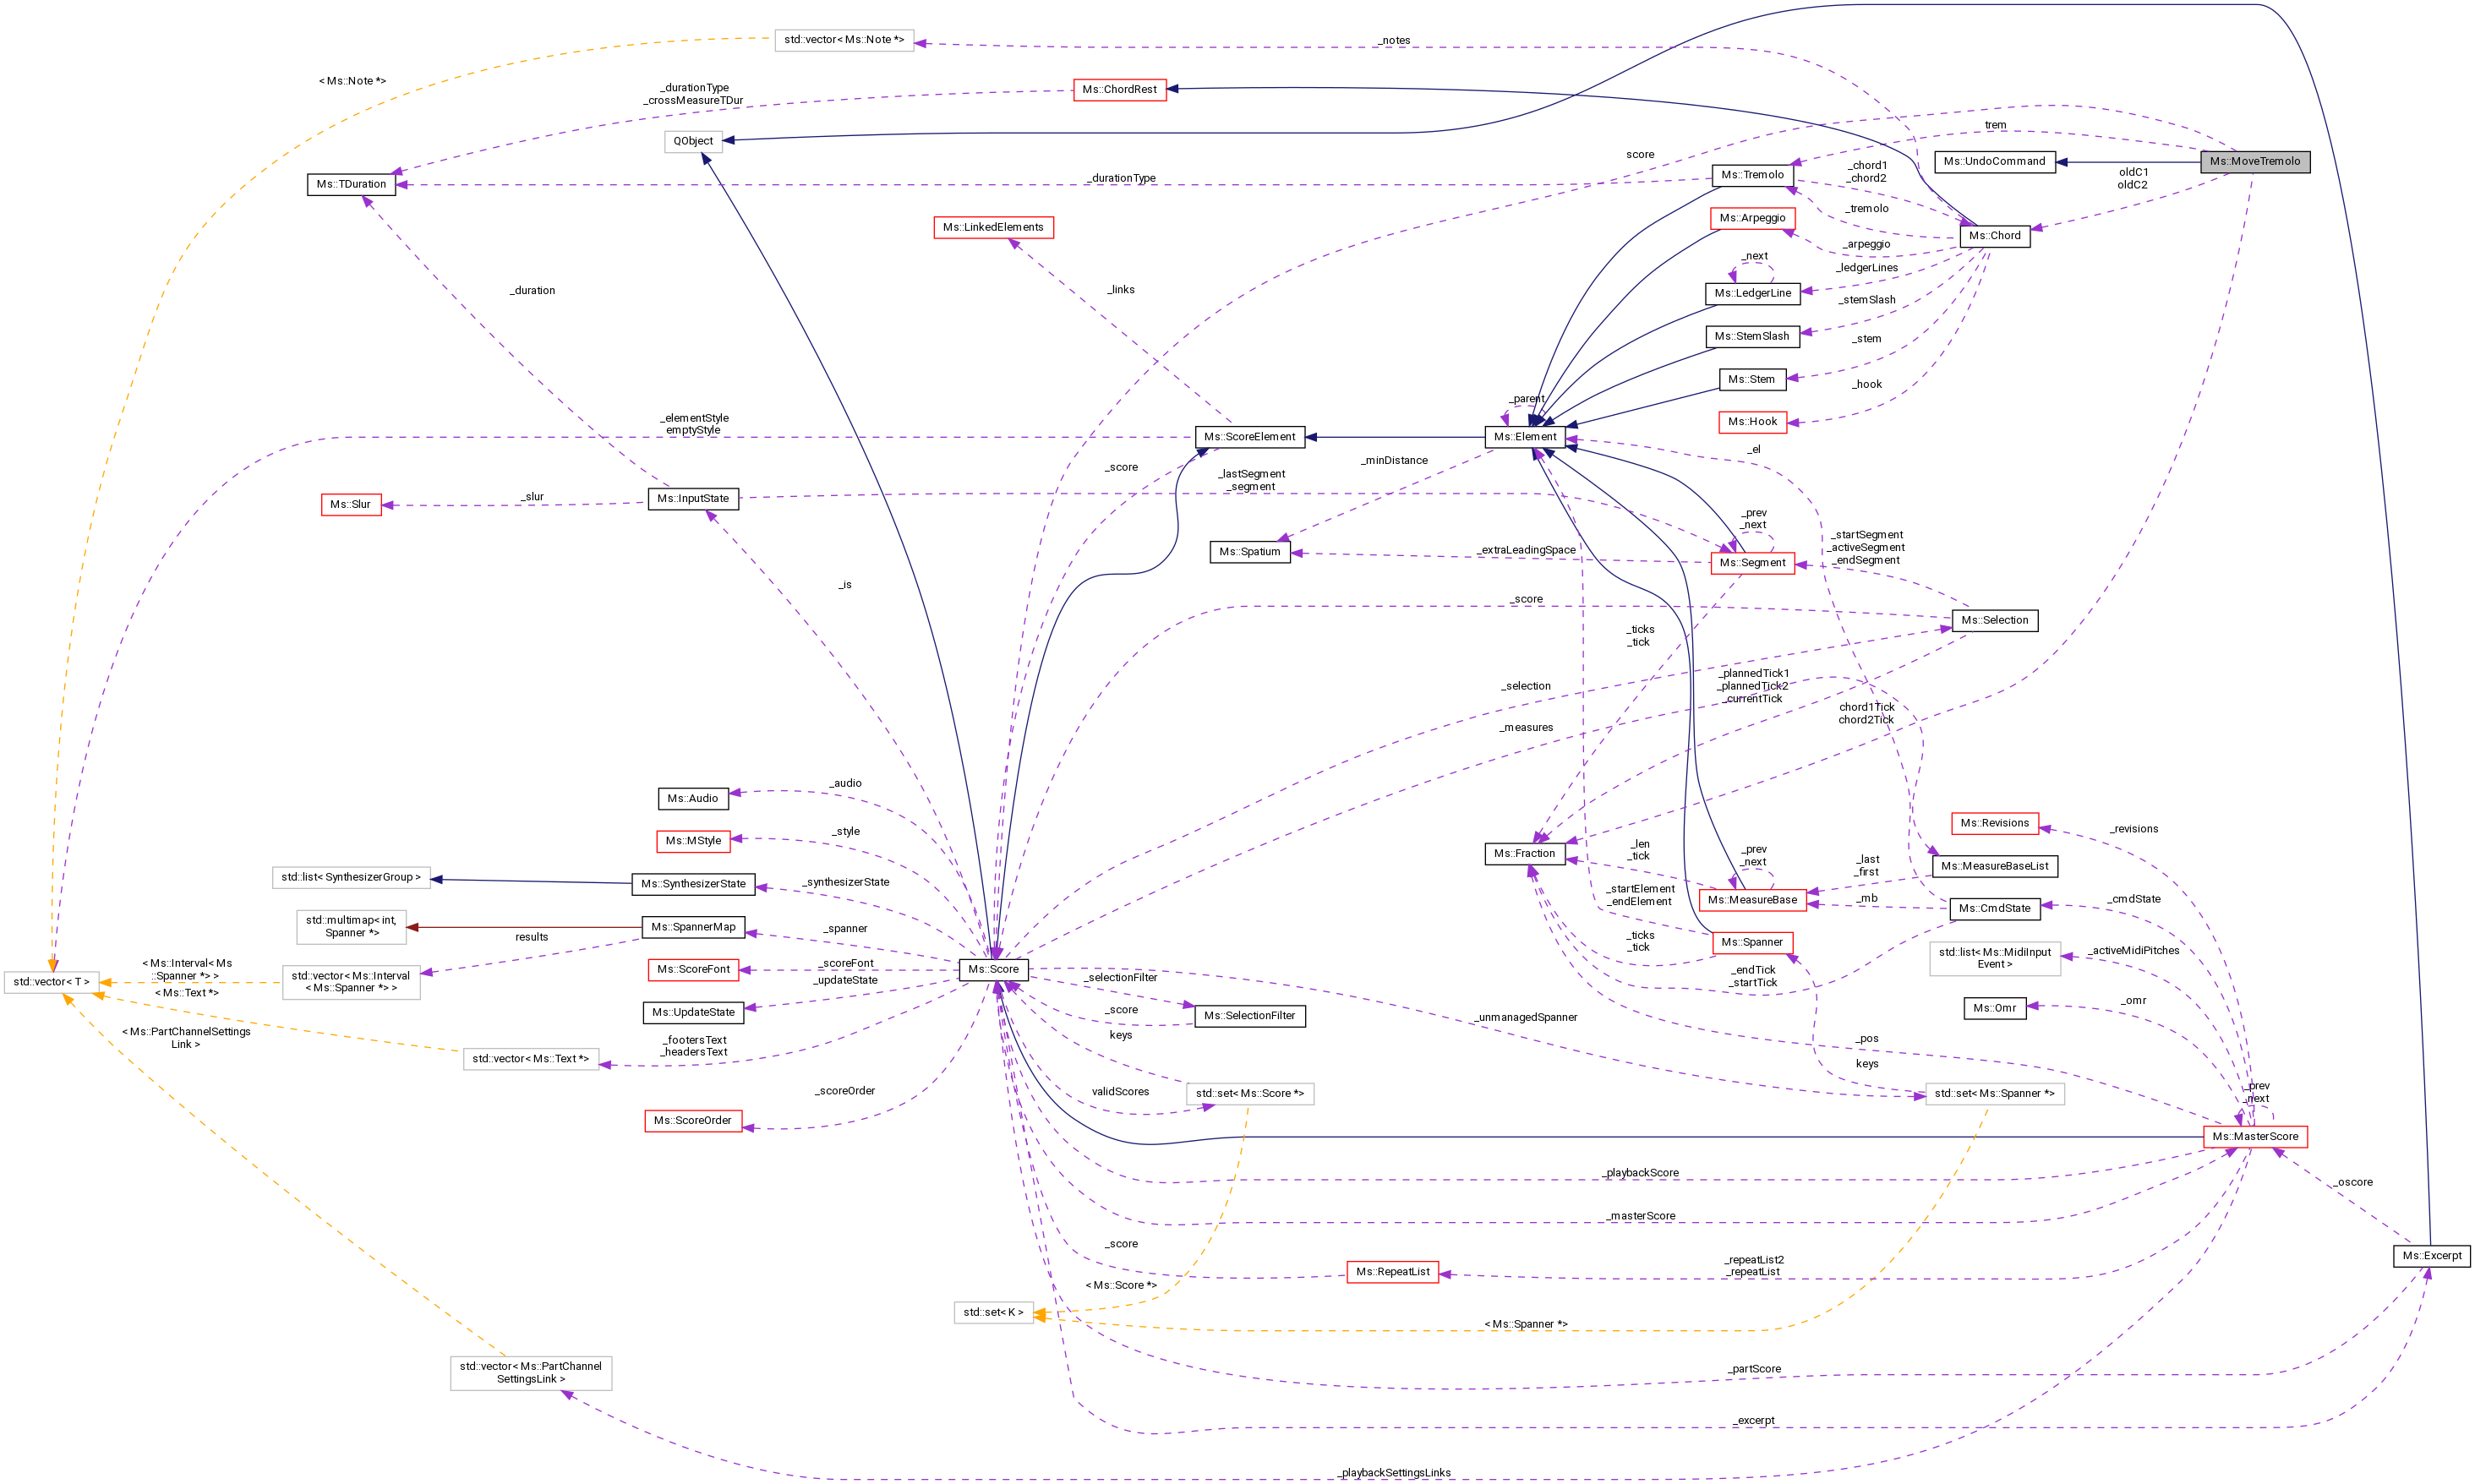 std::vector< Ms::Note *>
_notes
< Ms::Note *>
_durationType
_crossMeasureTDur
Ms::ChordRest
QObject
score
trem
Ms::UndoCommand
Ms::MoveTremolo
Ms::TDuration
_durationType
Ms::Tremolo
_chord1
_chord2
oldC1
oldC2
Ms::LinkedElements
Ms::Arpeggio
_tremolo
Ms::Chord
_arpeggio
_next
_ledgerLines
_duration
_links
Ms::LedgerLine
_stemSlash
Ms::StemSlash
_stem
Ms::Stem
_hook
_parent
Ms::Hook
_elementStyle
emptyStyle
Ms::ScoreElement
Ms::Element
_el
_score
_minDistance
_lastSegment
_segment
_slur
Ms::Slur
Ms::InputState
_prev
_next
_startSegment
_activeSegment
_endSegment
Ms::Spatium
_extraLeadingSpace
Ms::Segment
_is
_score
Ms::Selection
_ticks
_tick
_selection
_plannedTick1
_plannedTick2
_currentTick
_measures
chord1Tick
chord2Tick
_audio
Ms::Audio
_style
Ms::MStyle
Ms::Revisions
_revisions
Ms::Fraction
_len
_tick
_prev
_next
_last
_first
Ms::MeasureBaseList
std::list< SynthesizerGroup >
Ms::SynthesizerState
_synthesizerState
_startElement
_endElement
Ms::MeasureBase
_mb
_cmdState
Ms::CmdState
std::multimap< int,
Spanner *>
Ms::SpannerMap
_spanner
results
_ticks
_tick
Ms::Spanner
std::list< Ms::MidiInput
Event >
_activeMidiPitches
< Ms::Interval< Ms
::Spanner *> >
std::vector< T >
std::vector< Ms::Interval
< Ms::Spanner *> >
Ms::ScoreFont
_scoreFont
Ms::Score
_selectionFilter
_endTick
_startTick
< Ms::Text *>
_updateState
Ms::UpdateState
_score
Ms::SelectionFilter
_unmanagedSpanner
Ms::Omr
_omr
< Ms::PartChannelSettings
Link >
_footersText
_headersText
keys
_pos
std::vector< Ms::Text *>
keys
_scoreOrder
validScores
std::set< Ms::Score *>
std::set< Ms::Spanner *>
_prev
_next
Ms::ScoreOrder
Ms::MasterScore
_playbackScore
_oscore
_masterScore
_score
Ms::RepeatList
_repeatList2
_repeatList
Ms::Excerpt
< Ms::Score *>
std::set< K >
< Ms::Spanner *>
std::vector< Ms::PartChannel
SettingsLink >
_partScore
_excerpt
_playbackSettingsLinks